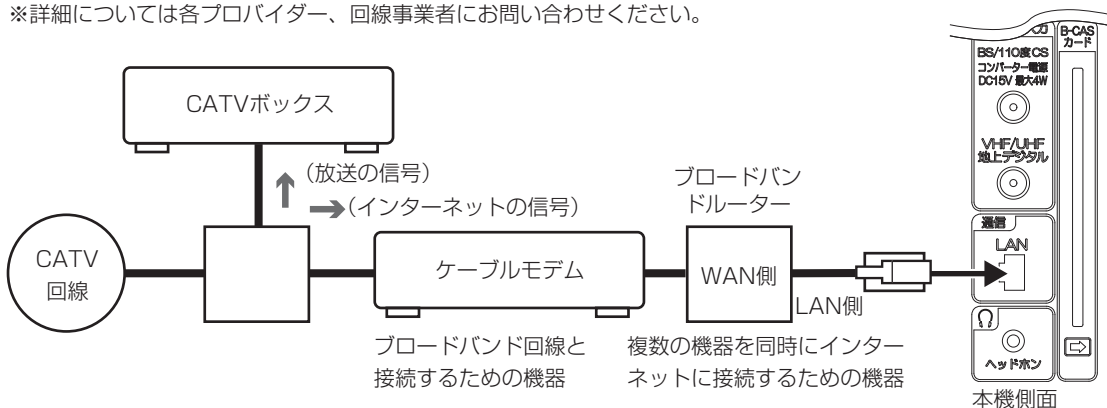 ※詳細については各プロバイダー、回線事業者にお問い合わせください。
CATVボックス
(放送の信号)
(インターネットの信号)
CATV
回線
ケーブルモデム
ブロードバンド回線と
接続するための機器
ブロードバン
ドルーター
WAN側
LAN側
複数の機器を同時にインター
ネットに接続するための機器
B-CAS
カード
BS/110度CS
コンバーター電源
DC15V 最大4W
VHF/UHF
地上デジタル
通信
LAN
ヘッドホン
本機側面